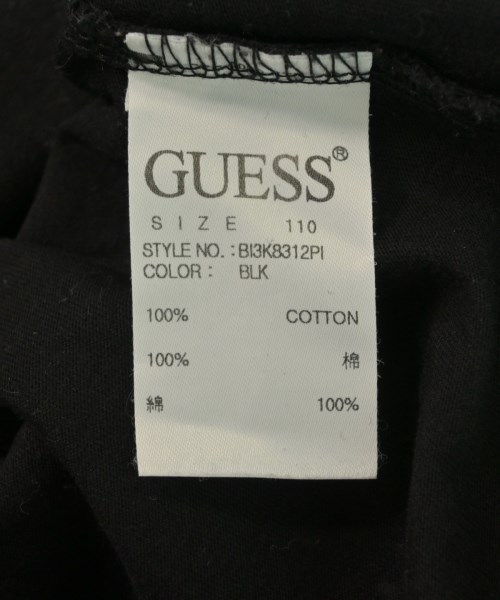 GUESS®
SIZE 110
STYLE NO. : BI3K8312PI
COLOR : BLK
100% COTTON
100% 棉
綿 100%